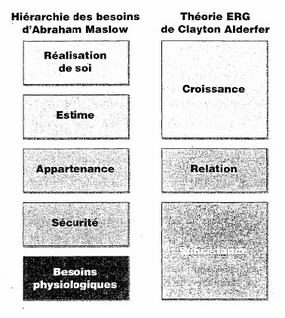 Hiérarchie des besoins
d'Abraham Maslow
Réalisation
de soi
Estime
Appartenance
Sécurité
Besoins
physiologiques
Théorie ERG
de Clayton Alderfer
Croissance
Relation